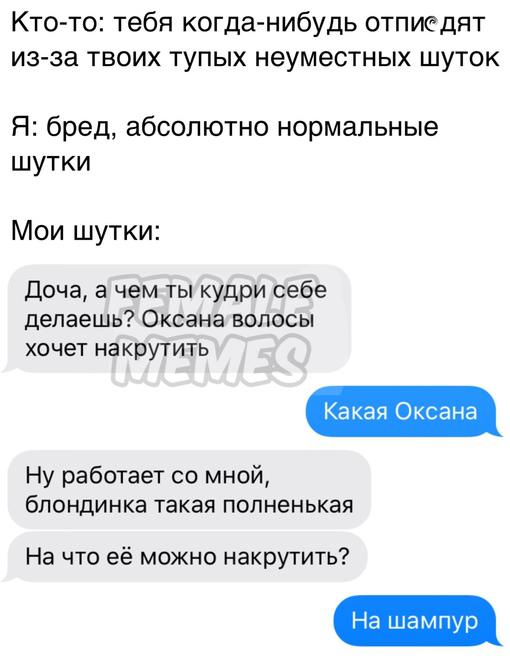 Кто-то: тебя когда-нибудь отпи дят
из-за твоих тупых неуместных шуток
Я: бред, абсолютно нормальные
шутки
Мои шутки:
Доча, а чем ты кудри себе
делаешь? Оксана волосы
хочет накрутить
FEMALE
MEMES
Какая Оксана
Ну работает со мной,
блондинка такая полненькая
На что её можно накрутить?
На шампур